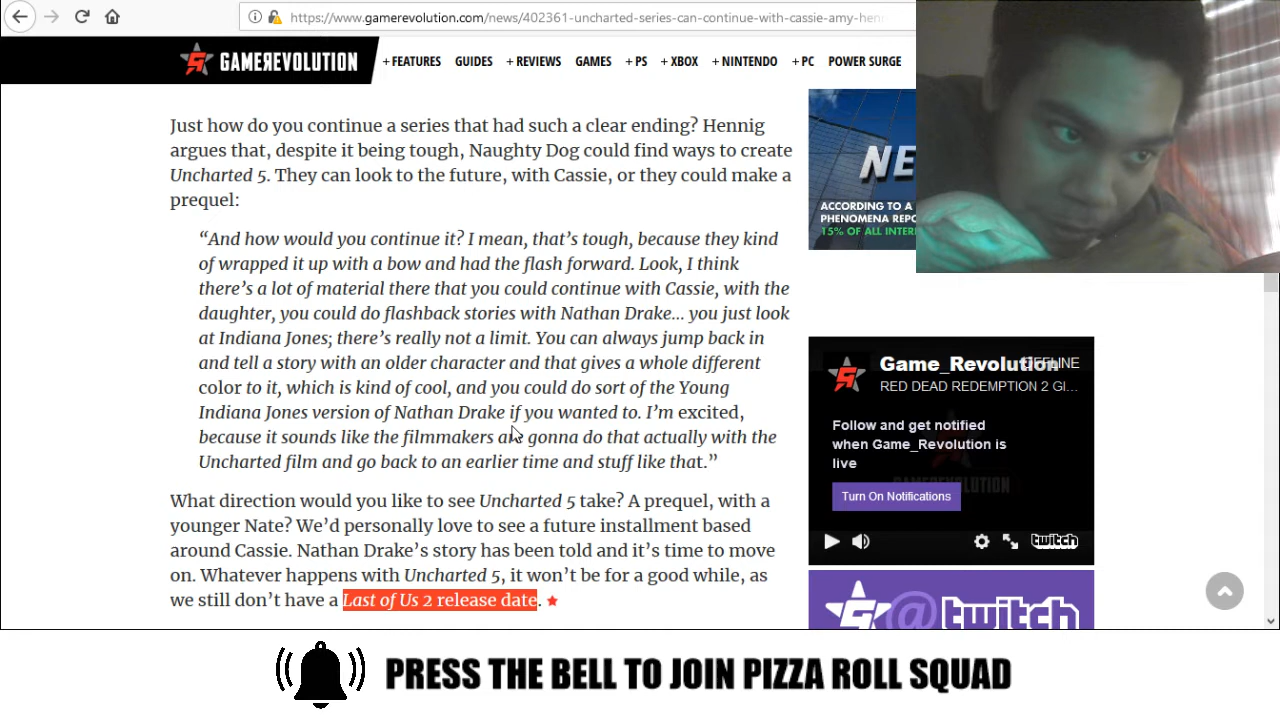 https://www.gamerevolution.com/news/402361-uncharted-series-can-continue-with-cassie-amy-henn
GAMEREVOLUTION
+ FEATURES GUIDES + REVIEWS GAMES + PS + XBOX + NINTENDO + PC POWER SURGE
Just how do you continue a series that had such a clear ending? Hennig
argues that, despite it being tough, Naughty Dog could find ways to create
Uncharted 5. They can look to the future, with Cassie, or they could make a
prequel:
“And how would you continue it? I mean, that’s tough, because they kind
of wrapped it up with a bow and had the flash forward. Look, I think
there’s a lot of material there that you could continue with Cassie, with the
daughter, you could do flashback stories with Nathan Drake... you just look
at Indiana Jones; there’s really not a limit. You can always jump back in
and tell a story with an older character and that gives a whole different
color to it, which is kind of cool, and you could do sort of the Young
Indiana Jones version of Nathan Drake if you wanted to. I’m excited,
because it sounds like the filmmakers are gonna do that actually with the
Uncharted film and go back to an earlier time and stuff like that.”
What direction would you like to see Uncharted 5 take? A prequel, with a
younger Nate? We’d personally love to see a future installment based
around Cassie. Nathan Drake’s story has been told and it’s time to move
on. Whatever happens with Uncharted 5, it won’t be for a good while, as
we still don’t have a Last of Us 2 release date.
NE
ACCORDING TO A
PHENOMENA REPO
15% OF ALL INTER
Game_Revolution OFFLINE
RED DEAD REDEMPTION 2 GI...
Follow and get notified
when Game_Revolution is
live
Turn On Notifications
twitch
@twitch
PRESS THE BELL TO JOIN PIZZA ROLL SQUAD